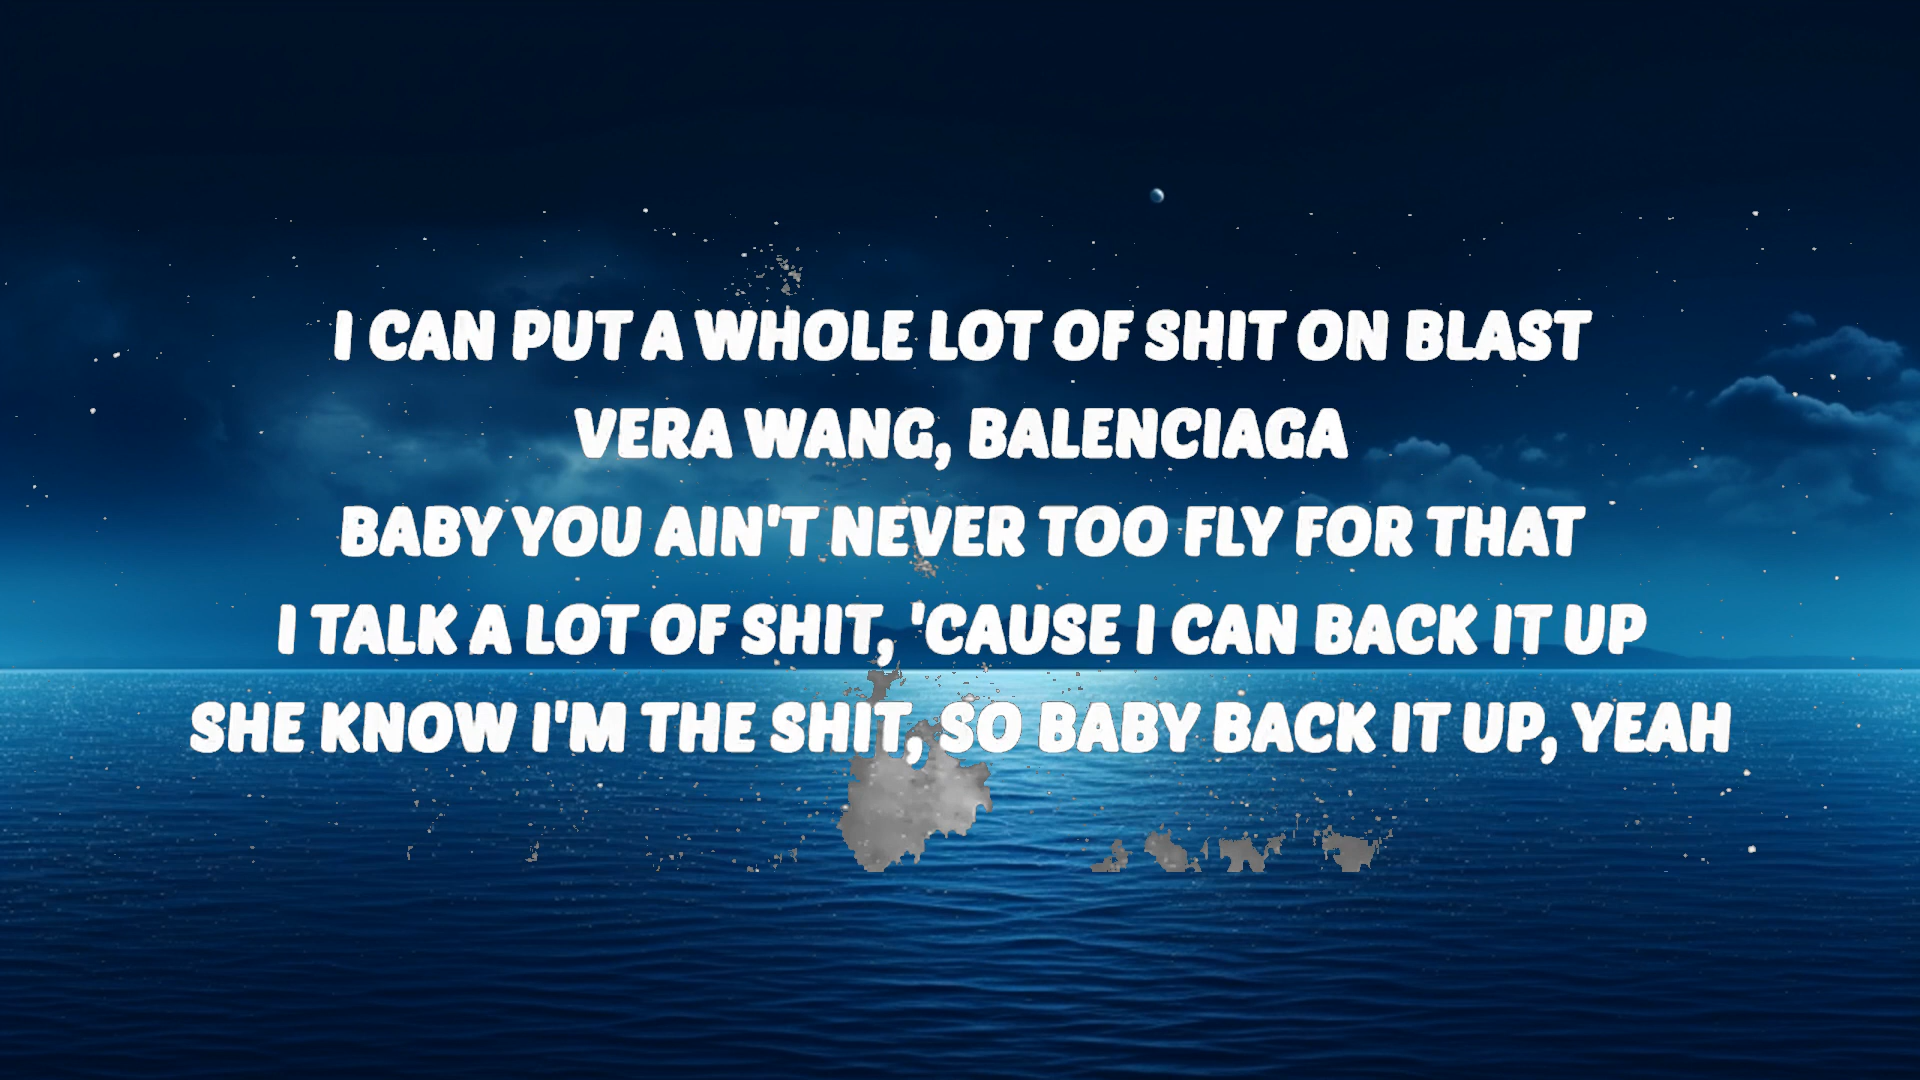 I CAN PUT A WHOLE LOT OF SHIT ON BLAST
VERA WANG, BALENCIAGA
BABY YOU AIN'T NEVER TOO FLY FOR THAT
I TALK A LOT OF SHIT, 'CAUSE I CAN BACK IT UP
SHE KNOW I'M THE SHIT, SO BABY BACK IT UP, YEAH